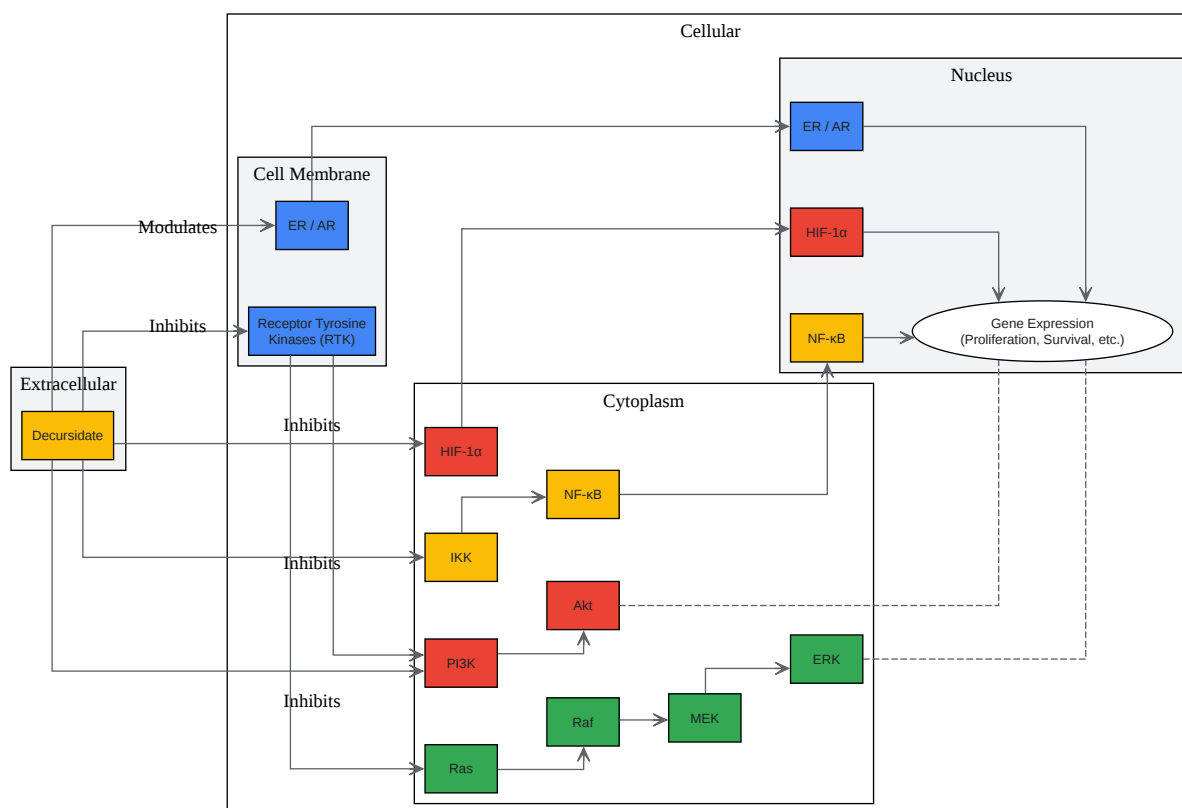 Cellular
Nucleus
ER / AR
Cell Membrane
ER / AR
Modulates
HIF-1α
Inhibits
Receptor Tyrosine
Kinases (RTK)
Gene Expression
(Proliferation, Survival, etc.)
NF-κB
Extracellular
Decursidate
Cytoplasm
Inhibits
HIF-1α
NF-κB
IKK
Inhibits
Akt
PI3K
ERK
Inhibits
Raf
MEK
Ras